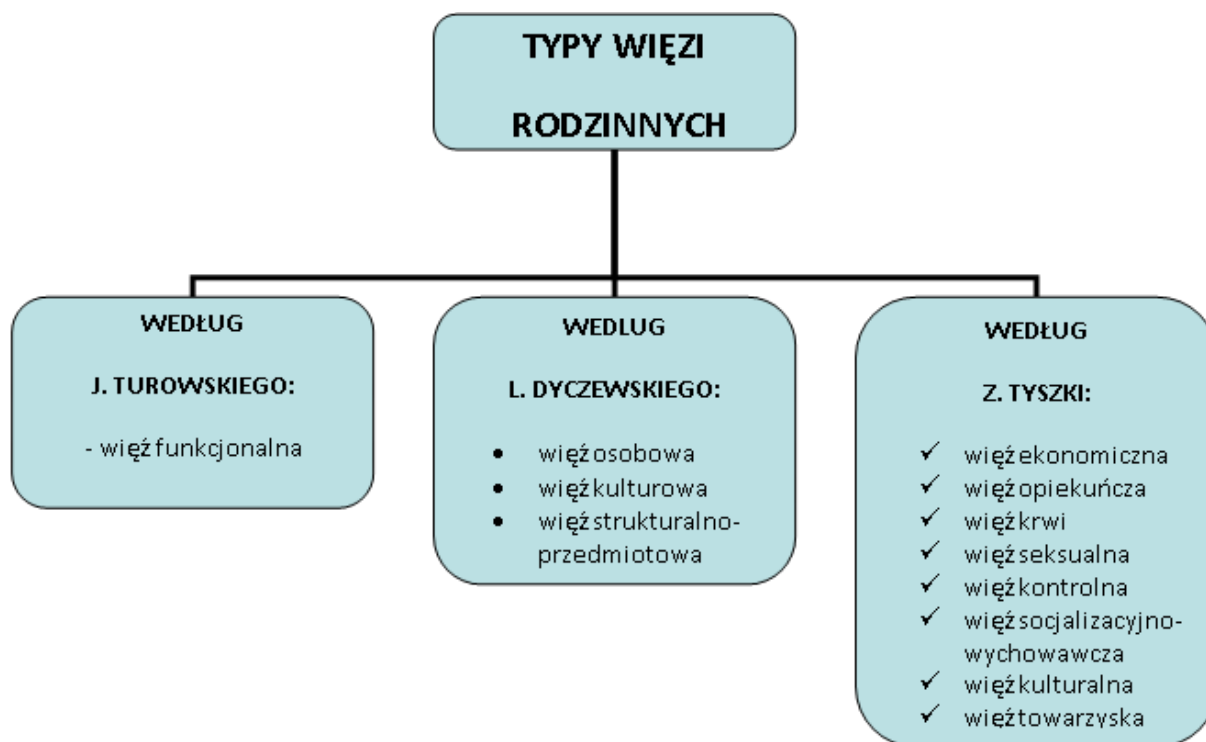 TYPY WIĘZI
RODZINNYCH
WEDŁUG
J. TUROWSKIEGO:
- więź funkcjonalna
WEDLUG
L. DYCZEWSKIEGO:
• więź osobowa
• więź kulturowa
• więź strukturalno-
przedmiotowa
WEDŁUG
Z. TYSZKI:
✓ więź ekonomiczna
✓ więź opiekuńcza
✓ więź krwi
✓ więź seksualna
✓ więź kontrolna
✓ więź socjalizacyjno-
wychowawcza
✓ więź kulturalna
✓ więź towarzyska